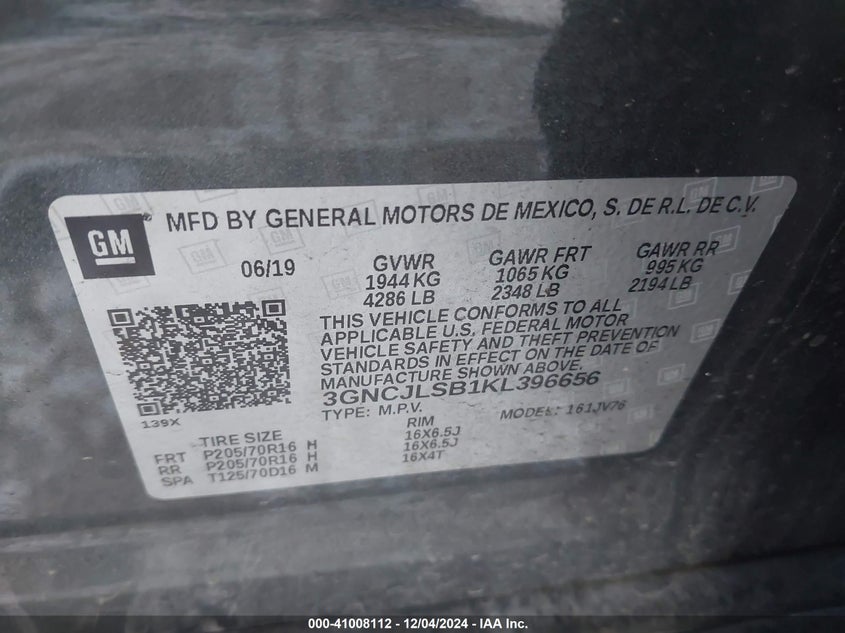 GM
MFD BY GENERAL MOTORS DE MEXICO, S. DE R.L. DE C.V.
06/19 GVWR GAWR FRT GAWR RR
1944 KG 1065 KG 995 KG
4286 LB 2348 LB 2194 LB
THIS VEHICLE CONFORMS TO ALL
APPLICABLE U.S. FEDERAL MOTOR
VEHICLE SAFETY AND THEFT PREVENTION
STANDARDS IN EFFECT ON THE DATE OF
MANUFACTURE SHOWN ABOVE.
3GNCJLSB1KL396656
TYPE: M.P.V. MODEL: 161JV76
139X
TIRE SIZE RIM
FRT P205/70R16 H 16X6.5J
RR P205/70R16 H 16X6.5J
SPA T125/70D16 M 16X4T
000-41008112 - 12/04/2024 - IAA Inc.